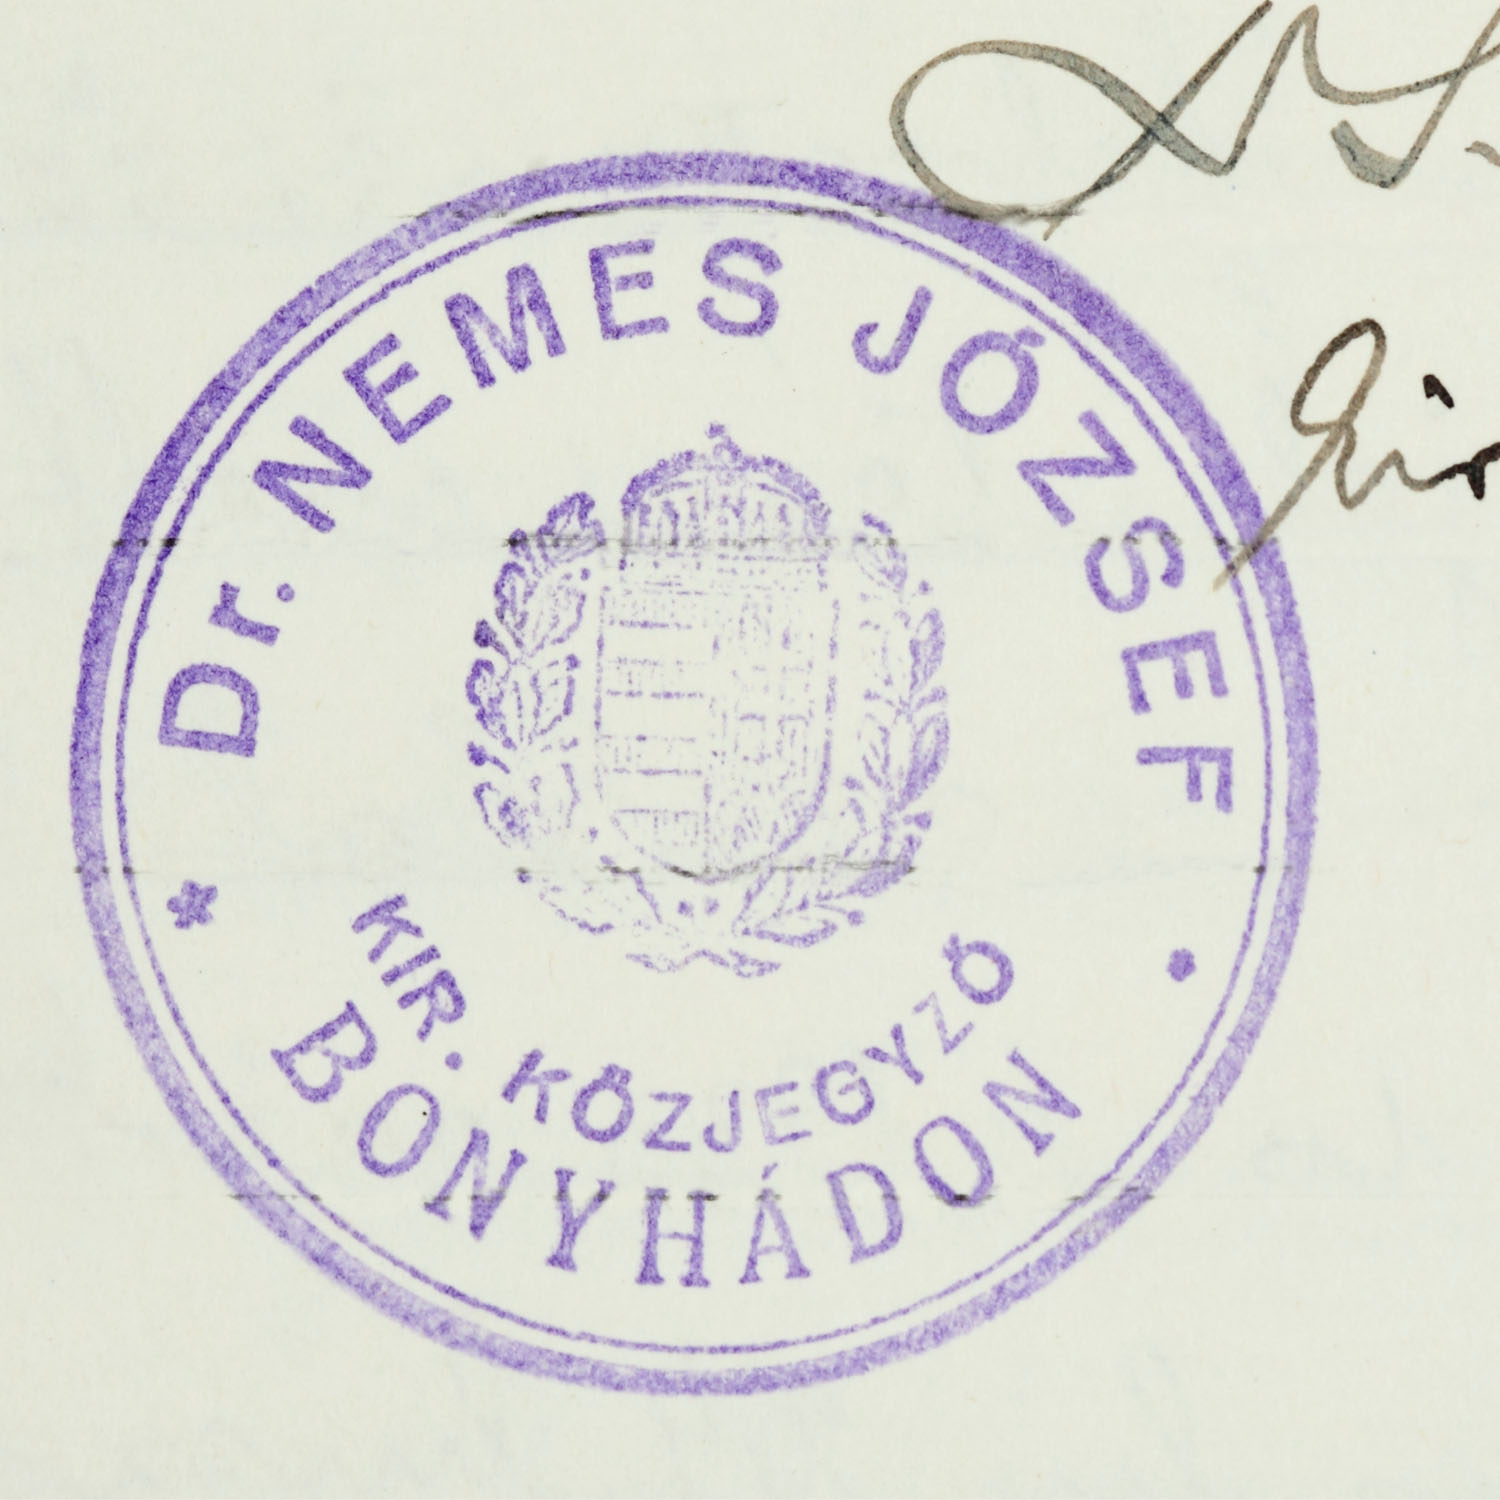 Dr. NEMES JÓZSEF
KIR. KÖZJEGYZŐ
BONYHÁDON